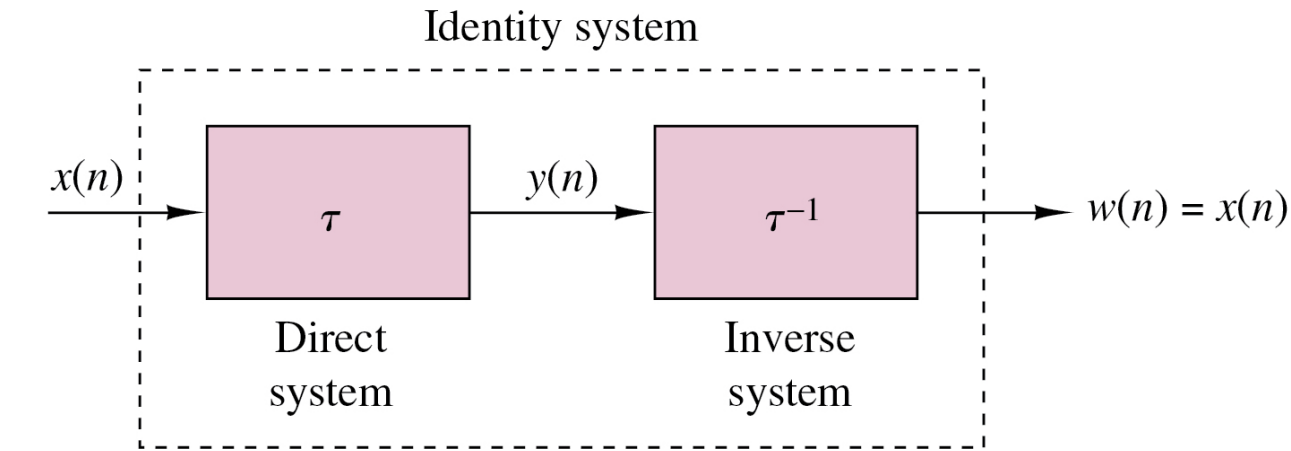 Identity system
x(n)
y(n)
τ
τ⁻¹
w(n) = x(n)
Direct
system
Inverse
system